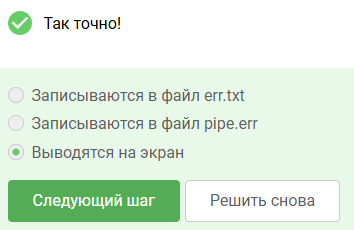 Так точно!
Записываются в файл err.txt
Записываются в файл pipe.err
Выводятся на экран
Следующий шаг
Решить снова